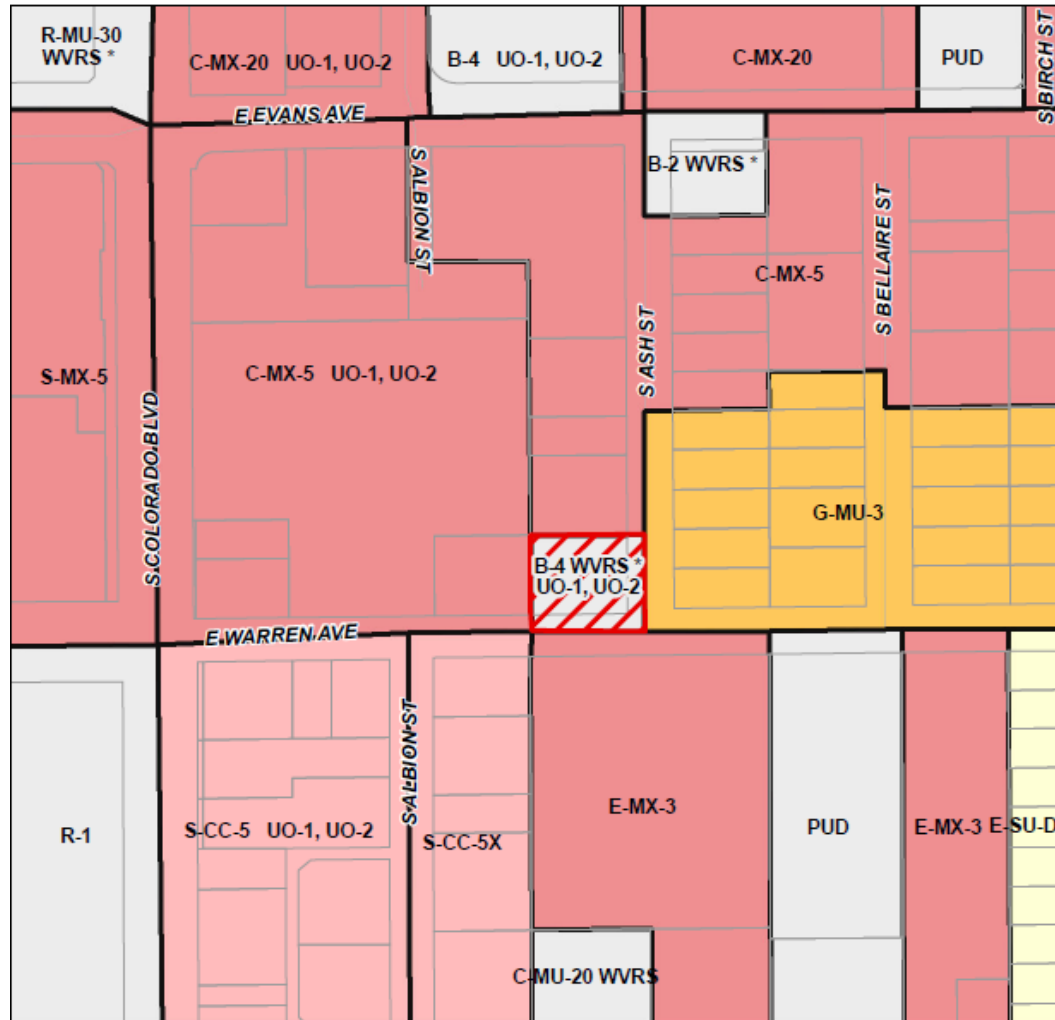 R-MU-30
WVRS *
C-MX-20 UO-1, UO-2
B-4 UO-1, UO-2
C-MX-20
PUD
S BIRCH ST
E EVANS AVE
S ALBION ST
B-2 WVRS *
S BELLAIRE ST
C-MX-5
S ASH ST
S-MX-5
C-MX-5 UO-1, UO-2
S COLORADO BLVD
G-MU-3
B-4 WVRS *
UO-1, UO-2
E WARREN AVE
S ALBION ST
R-1
S-CC-5 UO-1, UO-2
S-CC-5X
E-MX-3
PUD
E-MX-3
E-SU-D
C-MU-20 WVRS